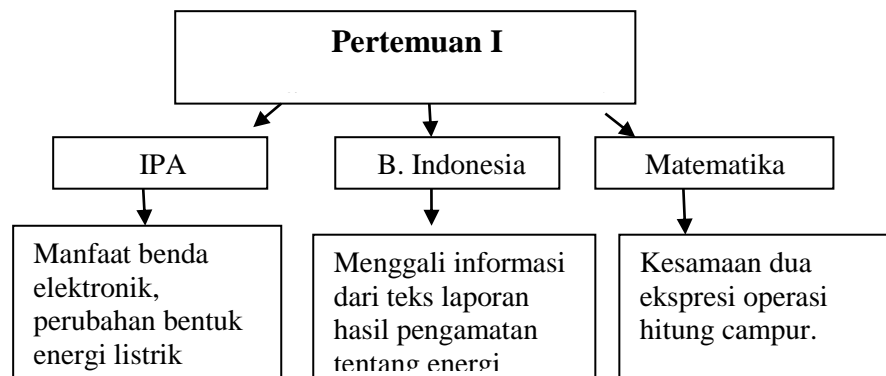 Pertemuan I
IPA
B. Indonesia
Matematika
Manfaat benda
elektronik,
perubahan bentuk
energi listrik
Menggali informasi
dari teks laporan
hasil pengamatan
tentang energi
Kesamaan dua
ekspresi operasi
hitung campur.